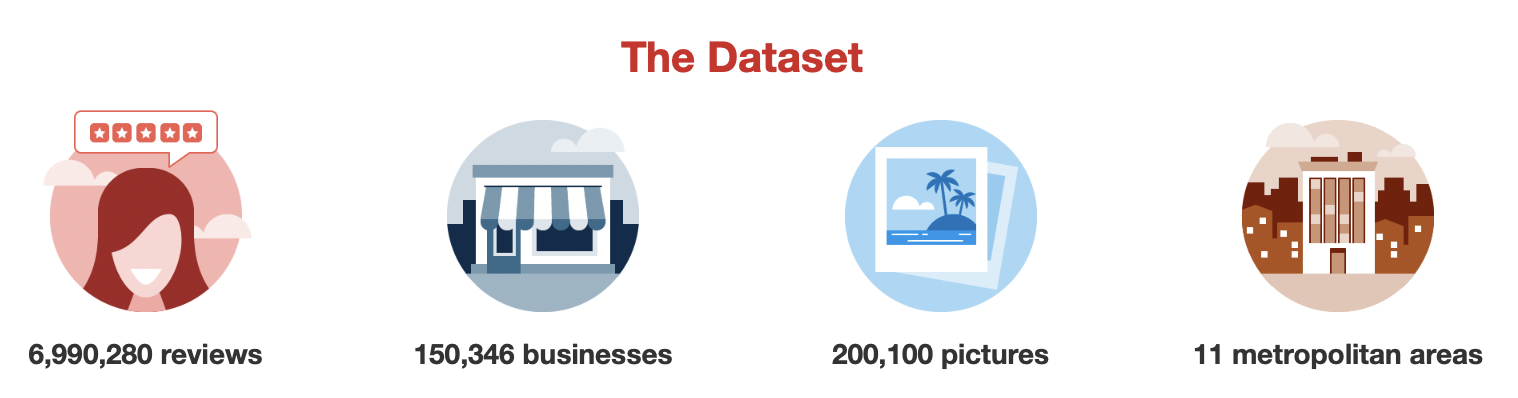 The Dataset
6,990,280 reviews
150,346 businesses
200,100 pictures
11 metropolitan areas